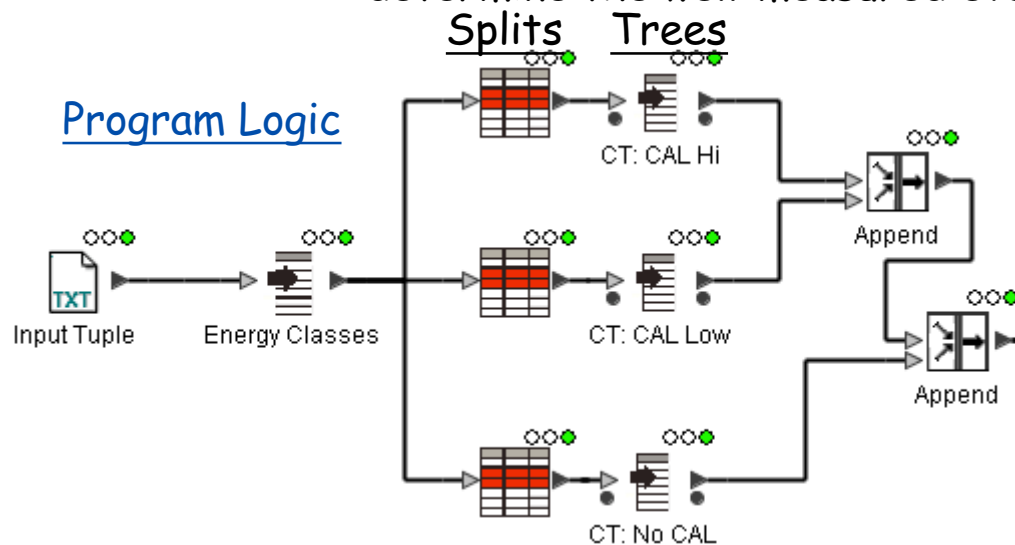 Splits Trees
Program Logic
CT: CAL Hi
Append
TXT
Input Tuple
Energy Classes
CT: CAL Low
Append
CT: No CAL